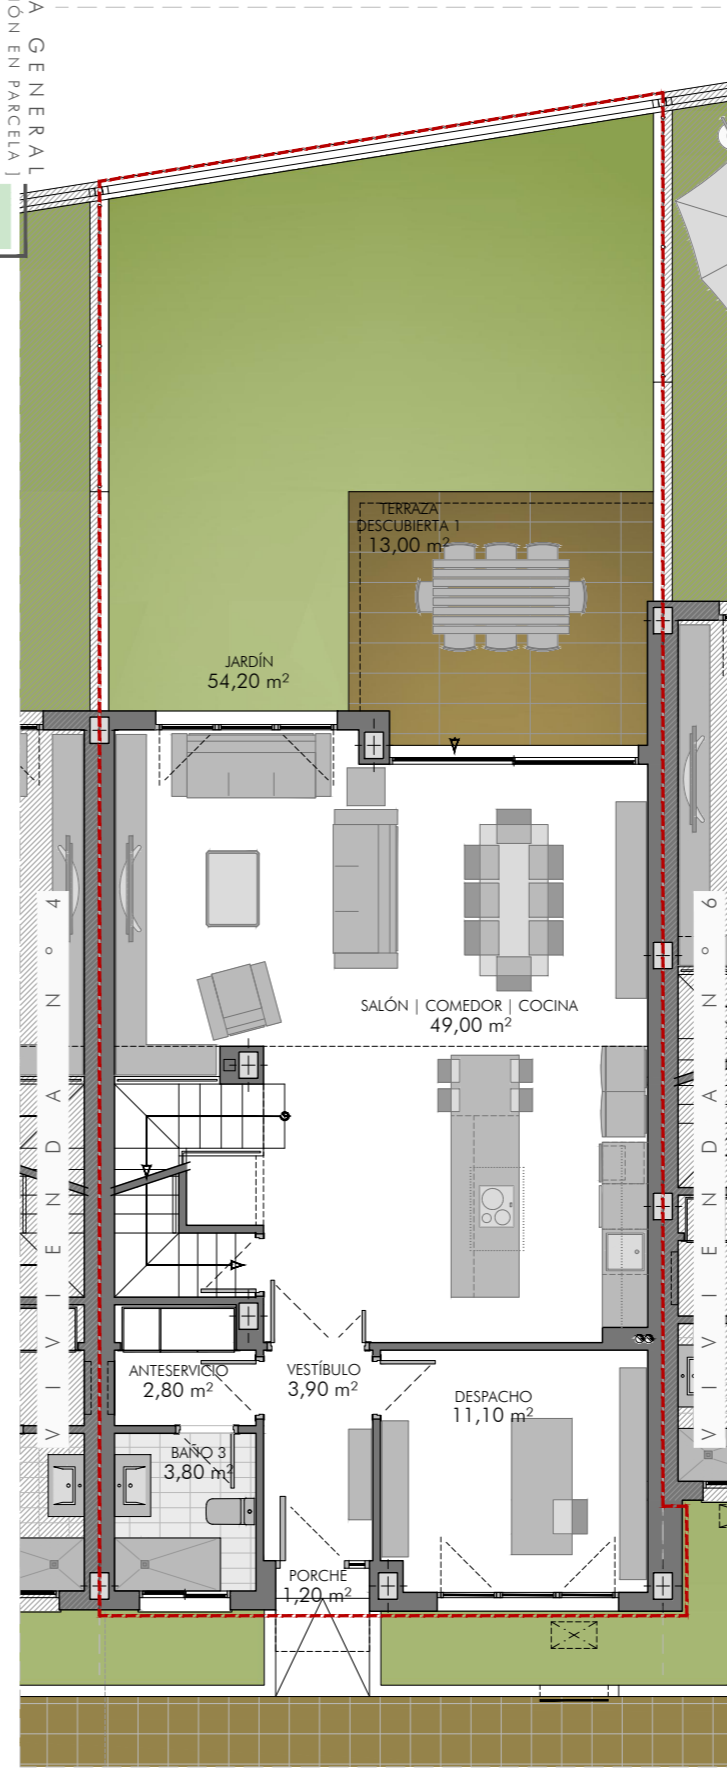 A GENERAL
IÓN EN PARCELA ]
TERRAZA
DESCUBIERTA 1
13,00 m²
JARDÍN
54,20 m²
SALÓN | COMEDOR | COCINA
49,00 m²
VIVIENDA Nº 4
VIVIENDA Nº 6
ANTESERVICIO
2,80 m²
VESTÍBULO
3,90 m²
DESPACHO
11,10 m²
BAÑO 3
3,80 m²
PORCHE
1,20 m²